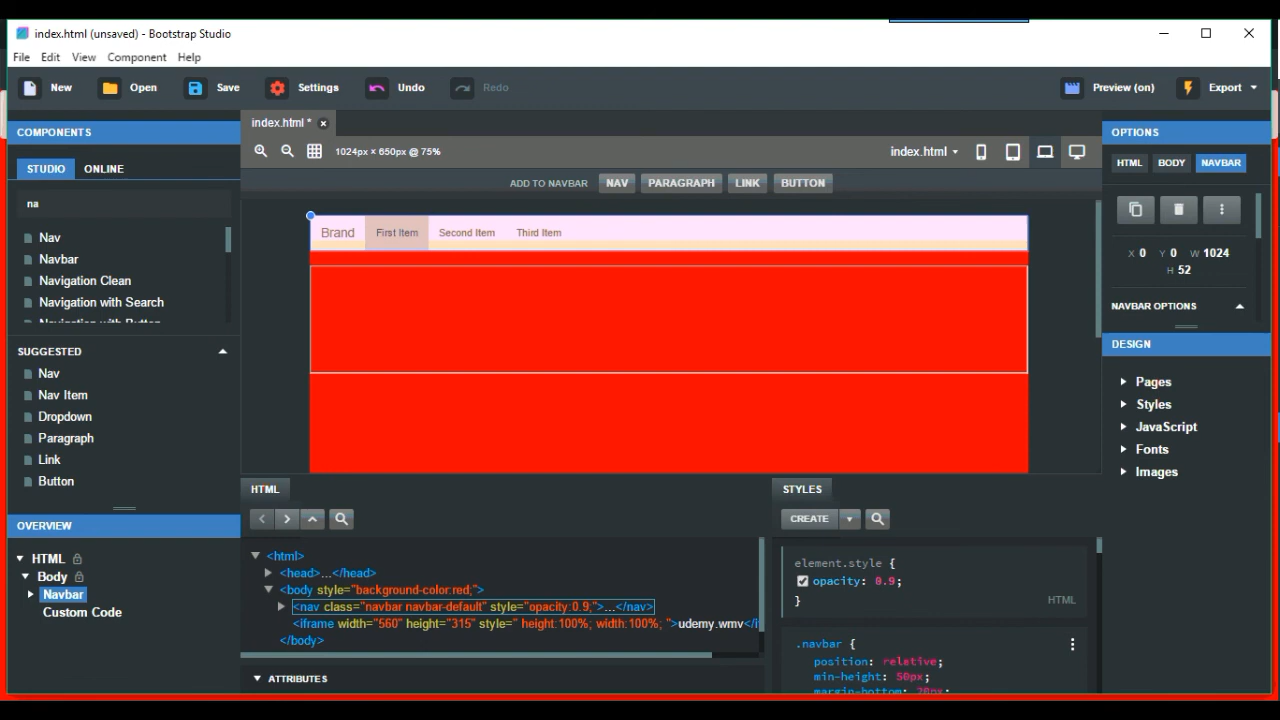 index.html (unsaved) - Bootstrap Studio
File Edit View Component Help
New Open Save Settings Undo Redo Preview (on) Export
COMPONENTS
STUDIO ONLINE
na
Nav
Navbar
Navigation Clean
Navigation with Search
Navigation with Button
SUGGESTED
Nav
Nav Item
Dropdown
Paragraph
Link
Button
OVERVIEW
HTML
Body
Navbar
Custom Code
index.html *
1024px × 650px @ 75%
index.html
ADD TO NAVBAR NAV PARAGRAPH LINK BUTTON
Brand First Item Second Item Third Item
HTML
<html>
<head>...</head>
<body style="background-color:red;">
<nav class="navbar navbar-default" style="opacity:0.9;">...</nav>
<iframe width="560" height="315" style=" height:100%; width:100%; ">udemy.wmv</i
</body>
ATTRIBUTES
STYLES
CREATE
element.style {
opacity: 0.9;
}
HTML
.navbar {
position: relative;
min-height: 50px;
margin-bottom: 20px;
OPTIONS
HTML BODY NAVBAR
X 0 Y 0 W 1024
H 52
NAVBAR OPTIONS
DESIGN
Pages
Styles
JavaScript
Fonts
Images